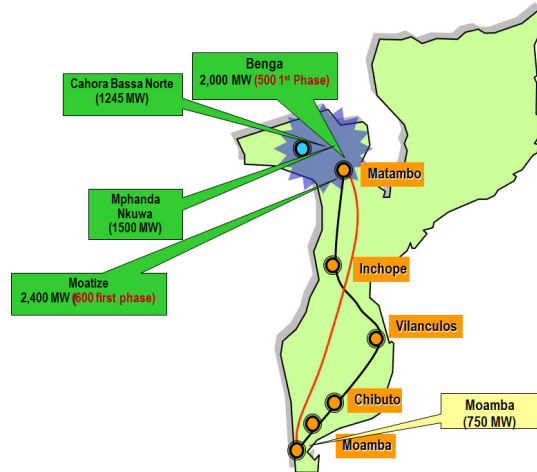 Benga
2,000 MW (500 1st Phase)
Cahora Bassa Norte
(1245 MW)
Matambo
Mphanda
Nkuwa
(1500 MW)
Inchope
Moatize
2,400 MW (600 first phase)
Vilanculos
Chibuto
Moamba
(750 MW)
Moamba